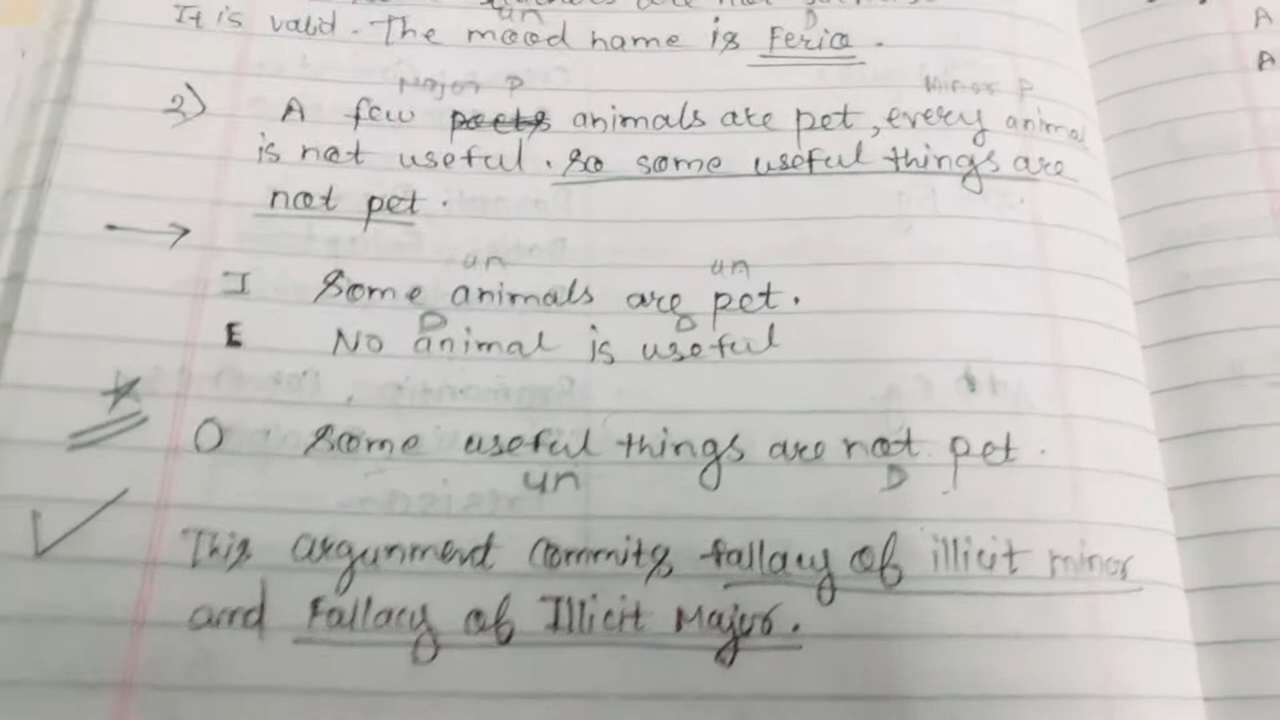 un D
It is valid. The mood name is Feria.
Major P Minor P
2) A few animals are pet, every animal
is not useful. So some useful things are
not pet.
→
un un
I Some animals are pet.
D D
E No animal is useful
O Some useful things are not pet.
un D
This argunment Commits fallacy of illicit minor
and Fallacy of Illicit Major.
A
A